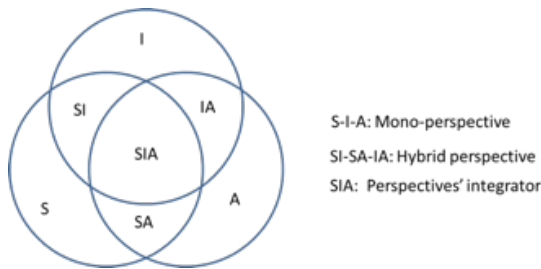 I
SI
IA
SIA
S
SA
A
S-I-A: Mono-perspective
SI-SA-IA: Hybrid perspective
SIA: Perspectives' integrator